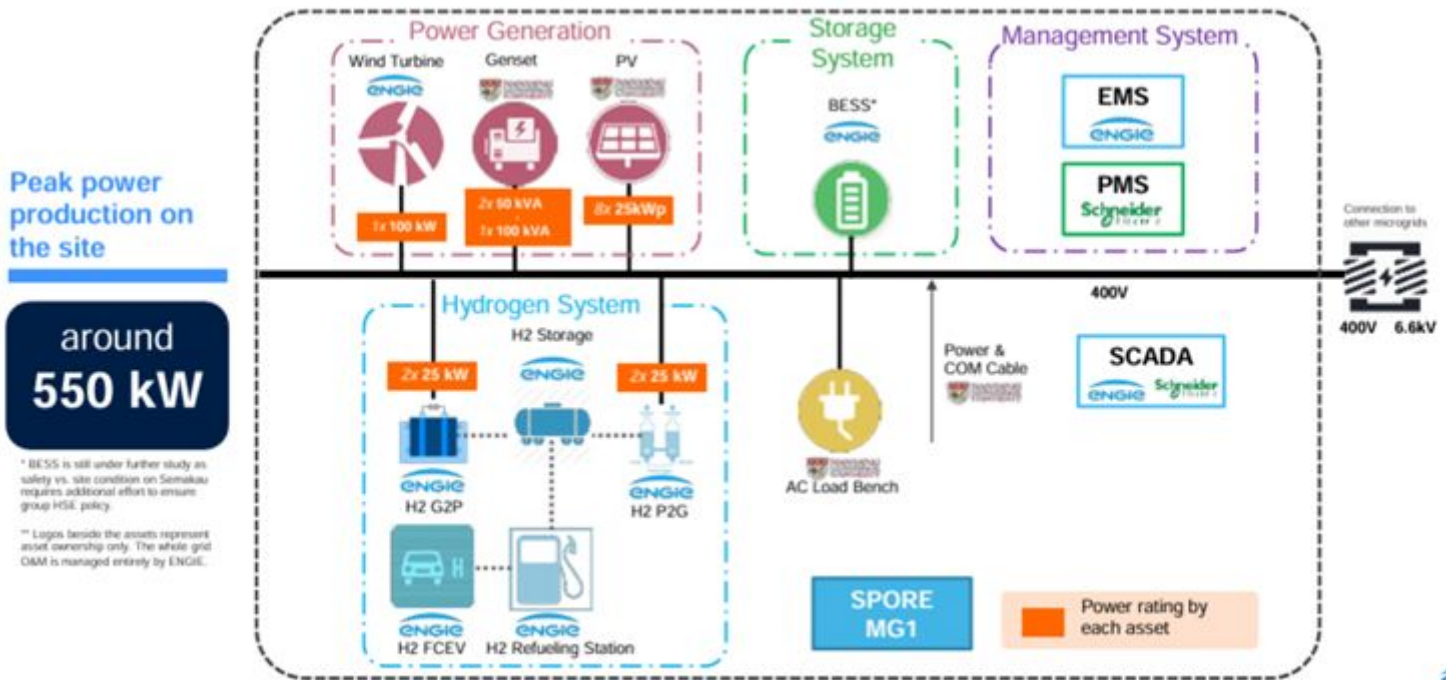 Peak power
production on
the site
around
550 kW
* BESS is still under further study as
safety vs. site condition on Semakau
requires additional effort to ensure
group HSE policy.
** Logos beside the assets represent
asset ownership only. The whole grid
O&M is managed entirely by ENGIE.
Power Generation
Wind Turbine
Genset
PV
ENGIE
1x 100 kW
2x 50 kVA
1x 100 kVA
8x 25kWp
Storage
System
BESS*
ENGIE
Management System
EMS
ENGIE
PMS
Schneider
Connection to
other microgrids
400V
400V 6.6kV
Hydrogen System
H2 Storage
ENGIE
2x 25 kW
2x 25 kW
ENGIE
H2 G2P
ENGIE
H2 P2G
ENGIE
H2 FCEV
ENGIE
H2 Refueling Station
Power &
COM Cable
AC Load Bench
SCADA
ENGIE Schneider
SPORE
MG1
Power rating by
each asset